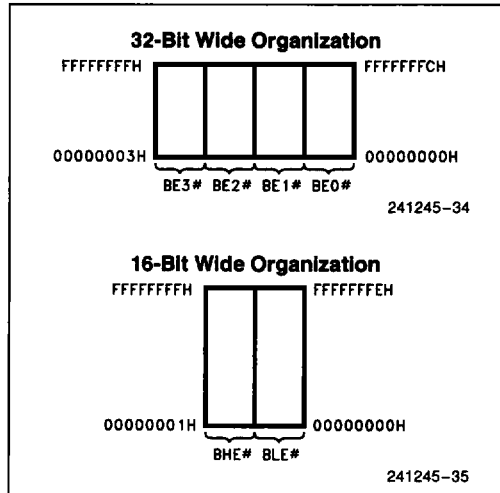 32-Bit Wide Organization
FFFFFFFFH FFFFFFFCH
00000003H 00000000H
BE3# BE2# BE1# BE0#
241245-34
16-Bit Wide Organization
FFFFFFFFH FFFFFFFEH
00000001H 00000000H
BHE# BLE#
241245-35